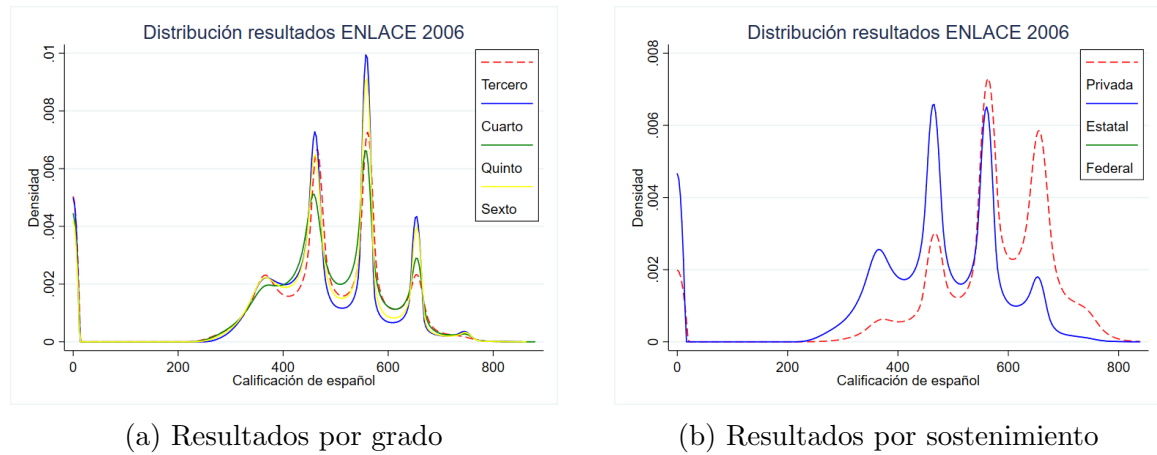 Distribución resultados ENLACE 2006
.01
.008
.006
.004
.002
0
Densidad
0 200 400 600 800
Calificación de español
Tercero
Cuarto
Quinto
Sexto
(a) Resultados por grado
Distribución resultados ENLACE 2006
.008
.006
.004
.002
0
Densidad
0 200 400 600 800
Calificación de español
Privada
Estatal
Federal
(b) Resultados por sostenimiento